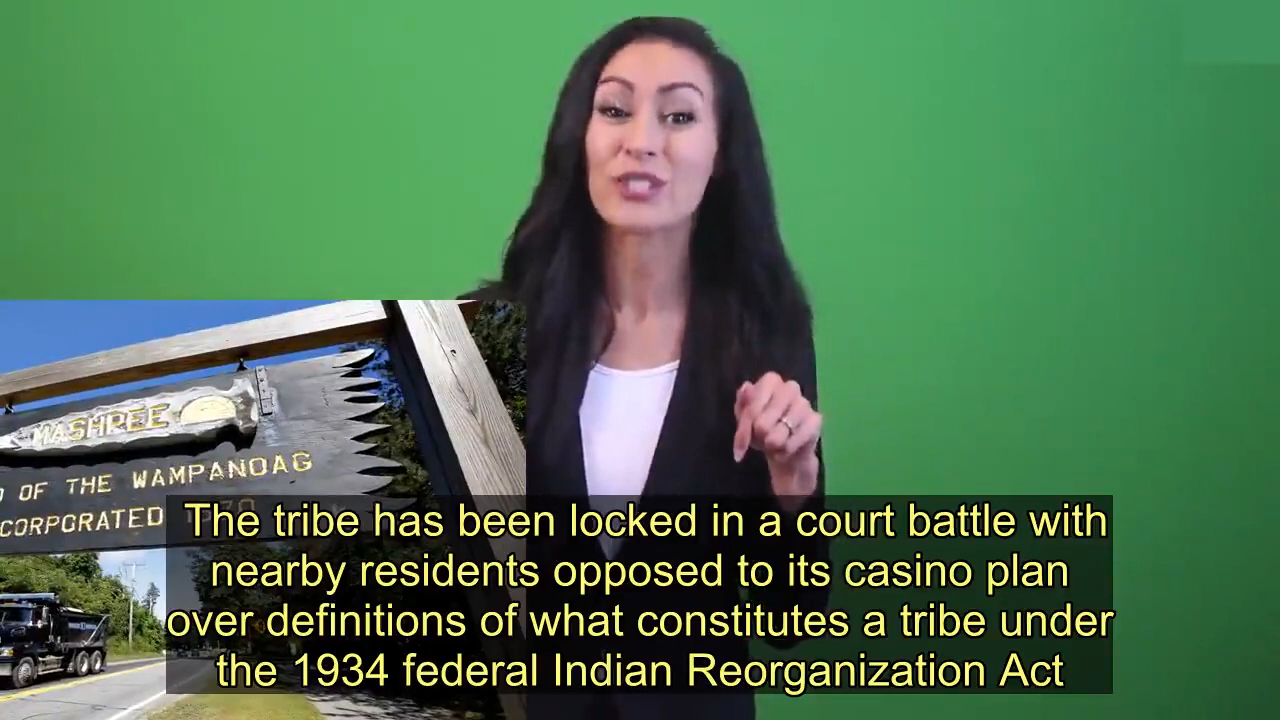 MASHPEE
OF THE WAMPANOAG
CORPORATED
The tribe has been locked in a court battle with
nearby residents opposed to its casino plan
over definitions of what constitutes a tribe under
the 1934 federal Indian Reorganization Act